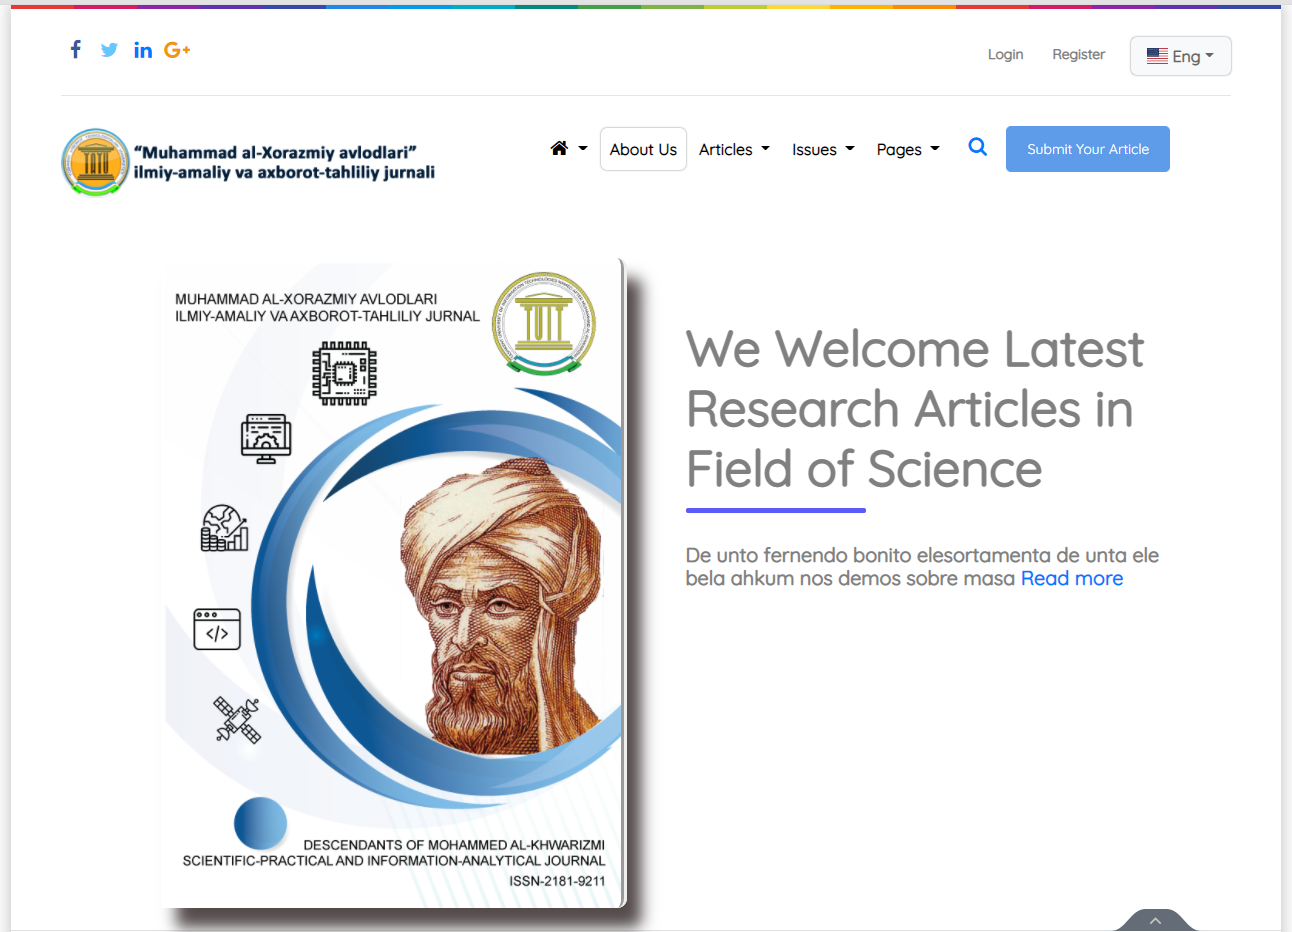 Login
Register
Eng
“Muhammad al-Xorazmiy avlodlari”
ilmiy-amaliy va axborot-tahliliy jurnali
About Us
Articles
Issues
Pages
Submit Your Article
MUHAMMAD AL-XORAZMIY AVLODLARI
ILMIY-AMALIY VA AXBOROT-TAHLILIY JURNAL
We Welcome Latest
Research Articles in
Field of Science
De unto fernendo bonito elesortamenta de unta ele
bela ahkum nos demos sobre masa Read more
DESCENDANTS OF MOHAMMED AL-KHWARIZMI
SCIENTIFIC-PRACTICAL AND INFORMATION-ANALYTICAL JOURNAL
ISSN-2181-9211